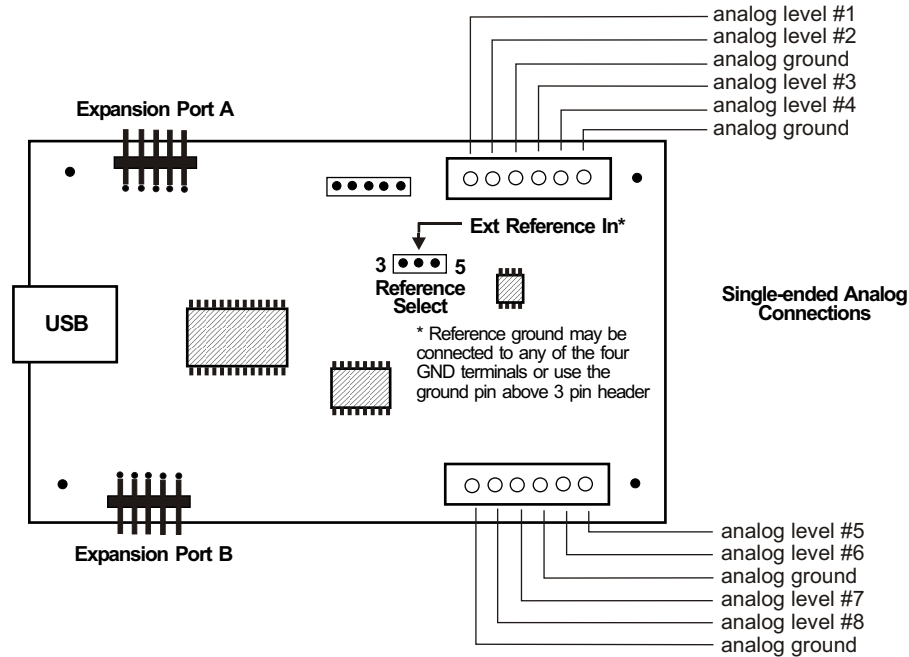 analog level #1
analog level #2
analog ground
analog level #3
analog level #4
analog ground
Expansion Port A
Ext Reference In*
3
5
Reference
Select
USB
Single-ended Analog
Connections
* Reference ground may be
connected to any of the four
GND terminals or use the
ground pin above 3 pin header
Expansion Port B
analog level #5
analog level #6
analog ground
analog level #7
analog level #8
analog ground